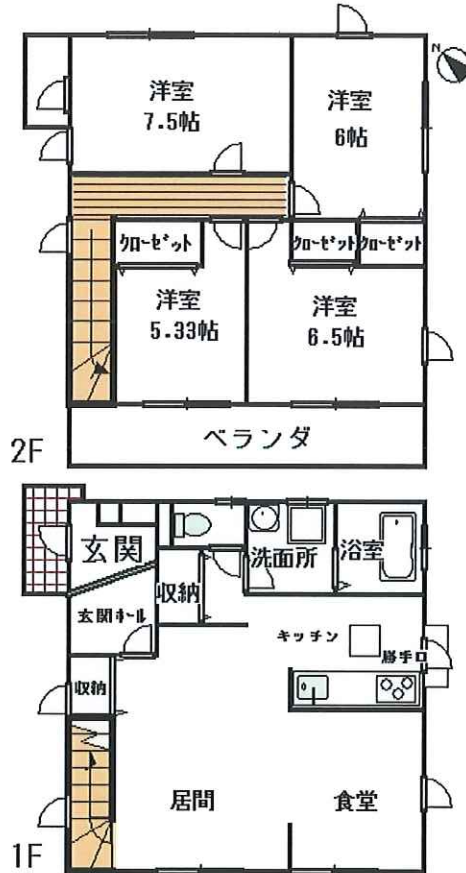 N
洋室
7.5帖
洋室
6帖
クローゼット
クローゼット
クローゼット
洋室
5.33帖
洋室
6.5帖
ベランダ
2F
玄関
洗面所
浴室
収納
玄関ホール
キッチン
勝手口
収納
居間
食堂
1F